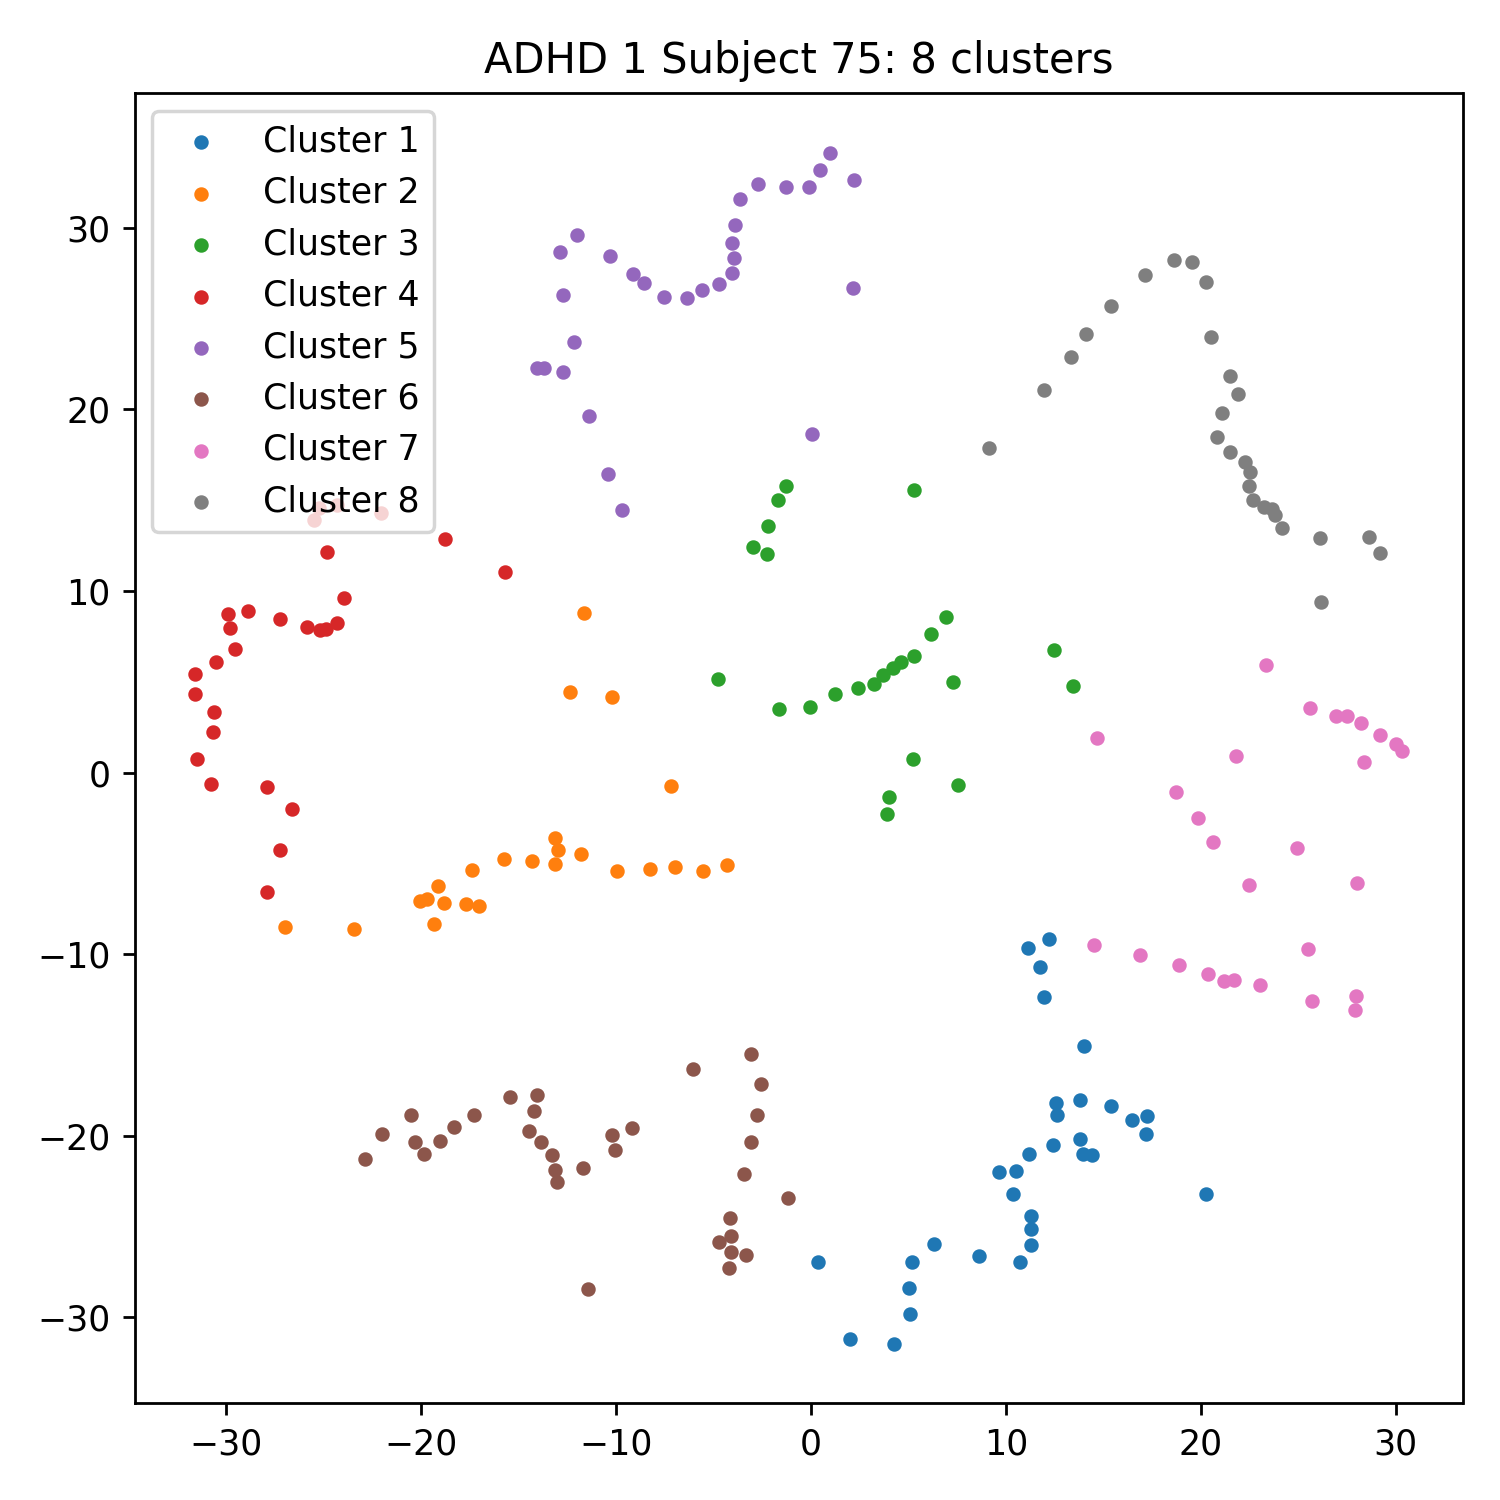 ADHD 1 Subject 75: 8 clusters
Cluster 1
Cluster 2
Cluster 3
Cluster 4
Cluster 5
Cluster 6
Cluster 7
Cluster 8
30
20
10
0
−10
−20
−30
−30 −20 −10 0 10 20 30